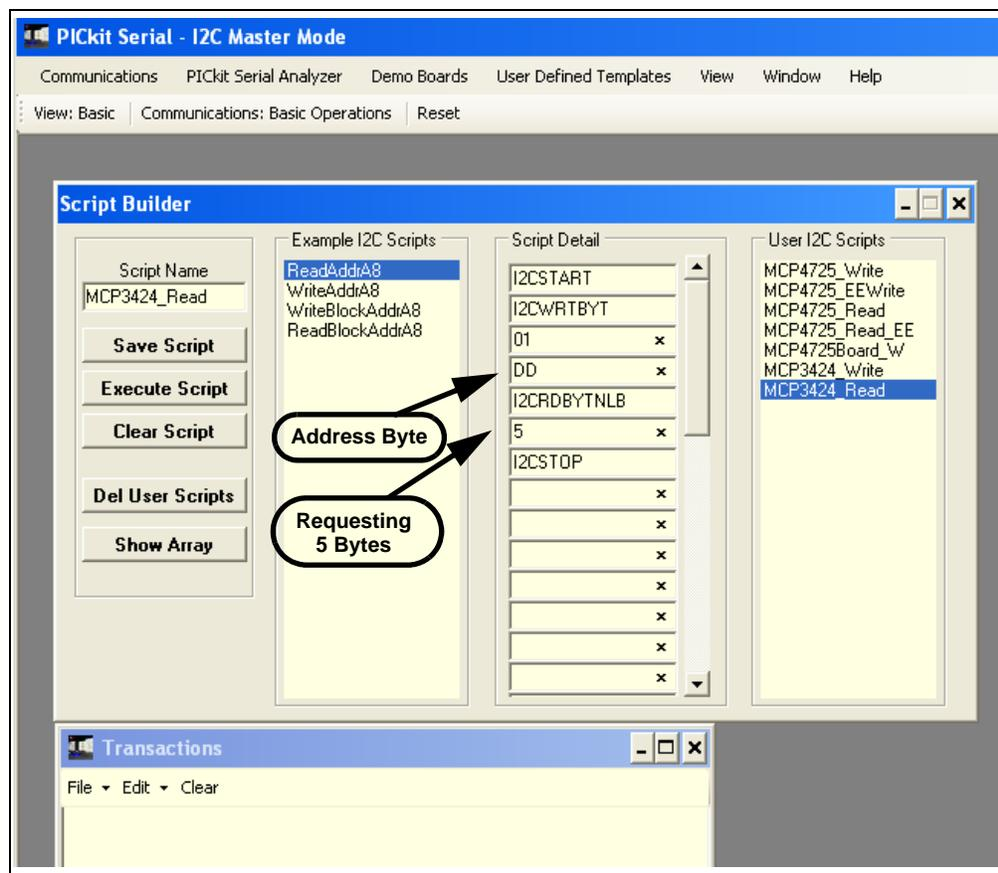 PICkit Serial - I2C Master Mode
Communications PICkit Serial Analyzer Demo Boards User Defined Templates View Window Help
View: Basic Communications: Basic Operations Reset
Script Builder
Script Name
MCP3424_Read
Save Script
Execute Script
Clear Script
Del User Scripts
Show Array
Example I2C Scripts
ReadAddrA8
WriteAddrA8
WriteBlockAddrA8
ReadBlockAddrA8
Address Byte
Requesting
5 Bytes
Script Detail
I2CSTART
I2CWRTBYT
01
DD
I2CRDBYTNLB
5
I2CSTOP
User I2C Scripts
MCP4725_Write
MCP4725_EEWrite
MCP4725_Read
MCP4725_Read_EE
MCP4725Board_W
MCP3424_Write
MCP3424_Read
Transactions
File Edit Clear